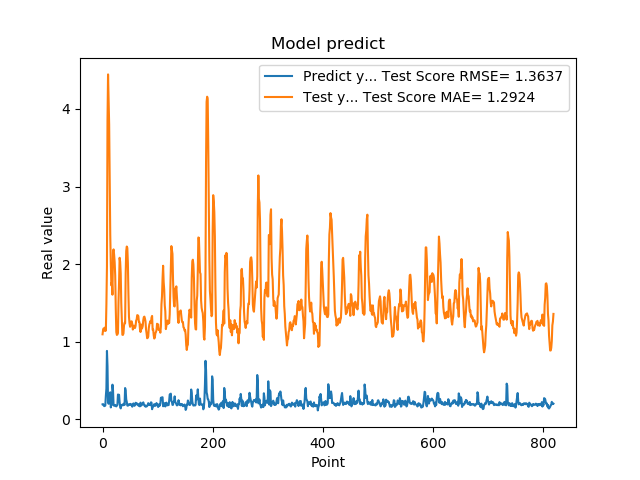 Model predict
Predict y... Test Score RMSE= 1.3637
Test y... Test Score MAE= 1.2924
Real value
4
3
2
1
0
0 200 400 600 800
Point